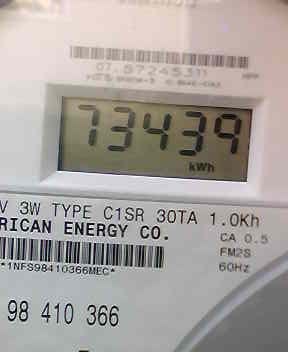 73439
kWh
V 3W TYPE C1SR 30TA 1.0Kh
RICAN ENERGY CO.
CA 0.5
FM2S
*1NFS98410366MEC*
60Hz
98 410 366